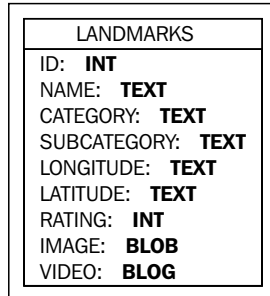 LANDMARKS
ID: INT
NAME: TEXT
CATEGORY: TEXT
SUBCATEGORY: TEXT
LONGITUDE: TEXT
LATITUDE: TEXT
RATING: INT
IMAGE: BLOB
VIDEO: BLOG